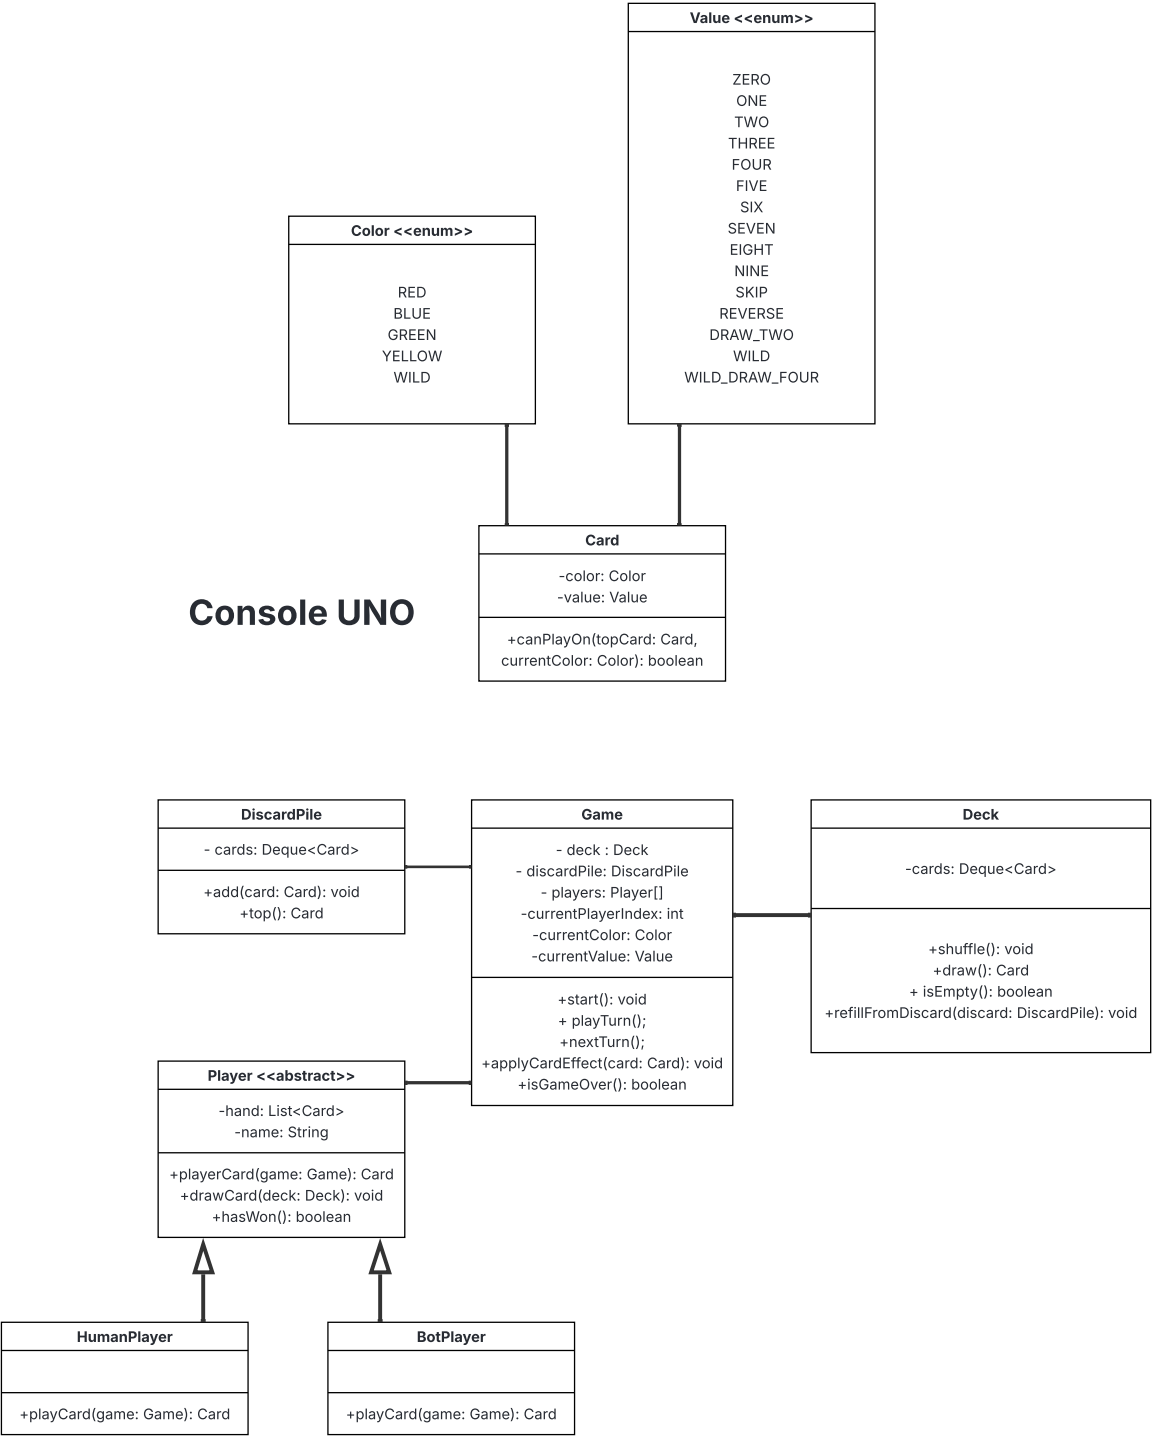 Value <<enum>>
ZERO
ONE
TWO
THREE
FOUR
FIVE
SIX
SEVEN
EIGHT
NINE
SKIP
REVERSE
DRAW_TWO
WILD
WILD_DRAW_FOUR
Color <<enum>>
RED
BLUE
GREEN
YELLOW
WILD
Card
-color: Color
-value: Value
+canPlayOn(topCard: Card,
currentColor: Color): boolean
Console UNO
DiscardPile
- cards: Deque<Card>
+add(card: Card): void
+top(): Card
Game
- deck : Deck
- discardPile: DiscardPile
- players: Player[]
-currentPlayerIndex: int
-currentColor: Color
-currentValue: Value
+start(): void
+ playTurn();
+nextTurn();
+applyCardEffect(card: Card): void
+isGameOver(): boolean
Deck
-cards: Deque<Card>
+shuffle(): void
+draw(): Card
+ isEmpty(): boolean
+refillFromDiscard(discard: DiscardPile): void
Player <<abstract>>
-hand: List<Card>
-name: String
+playerCard(game: Game): Card
+drawCard(deck: Deck): void
+hasWon(): boolean
HumanPlayer
+playCard(game: Game): Card
BotPlayer
+playCard(game: Game): Card